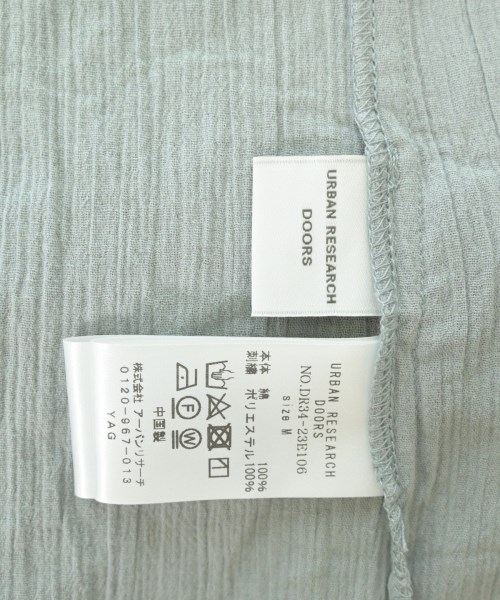 URBAN RESEARCH
DOORS
URBAN RESEARCH
DOORS
NO.DR34-23E106
size M
本体 綿 100%
刺繍 ポリエステル 100%
中国製
株式会社 アーバンリサーチ
0120-967-013
YAG